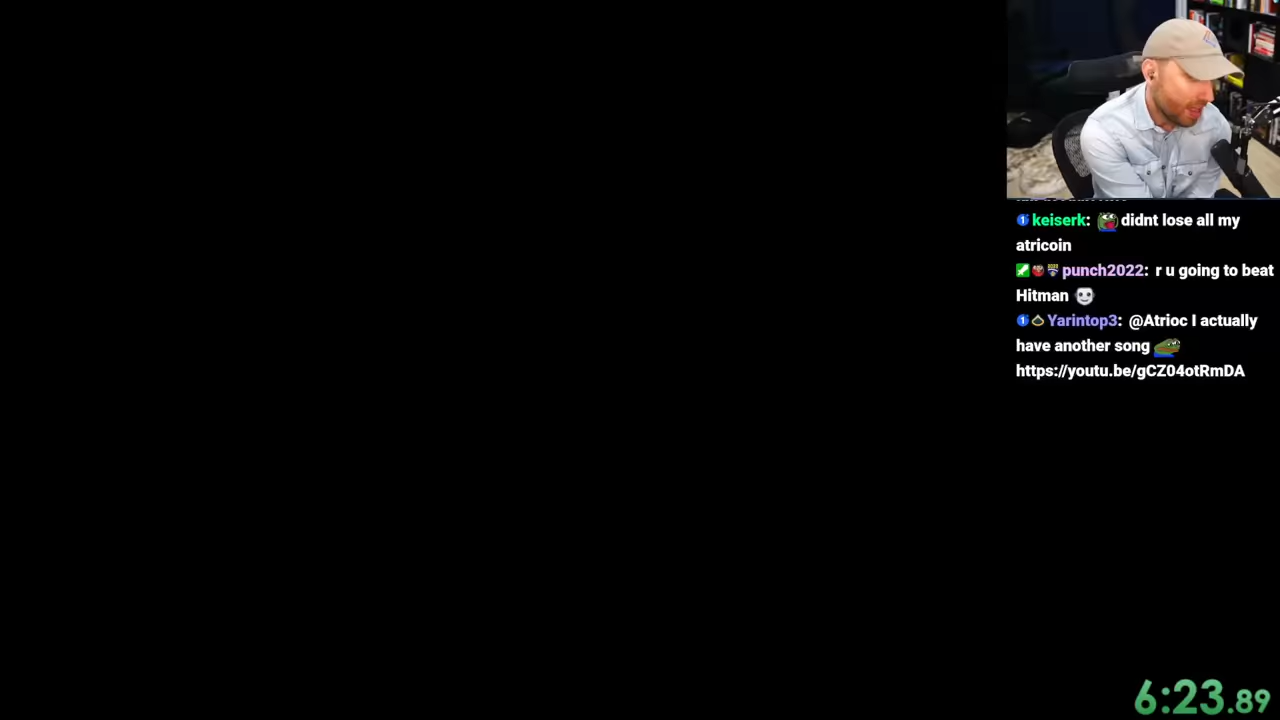 keiserk: didnt lose all my
atricoin
punch2022: r u going to beat
Hitman
Yarintop3: @Atrioc I actually
have another song
https://youtu.be/gCZ04otRmDA
6:23.89